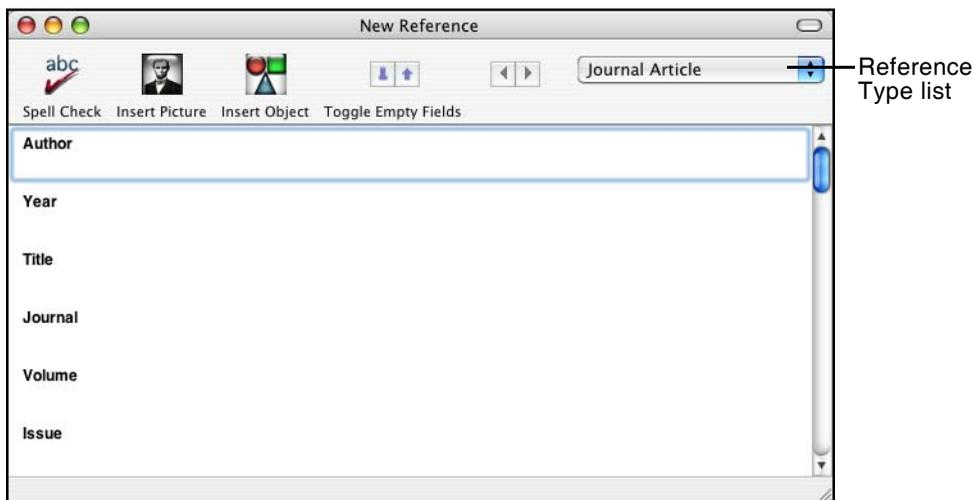 New Reference
abc
Journal Article
Reference
Type list
Spell Check Insert Picture Insert Object Toggle Empty Fields
Author
Year
Title
Journal
Volume
Issue